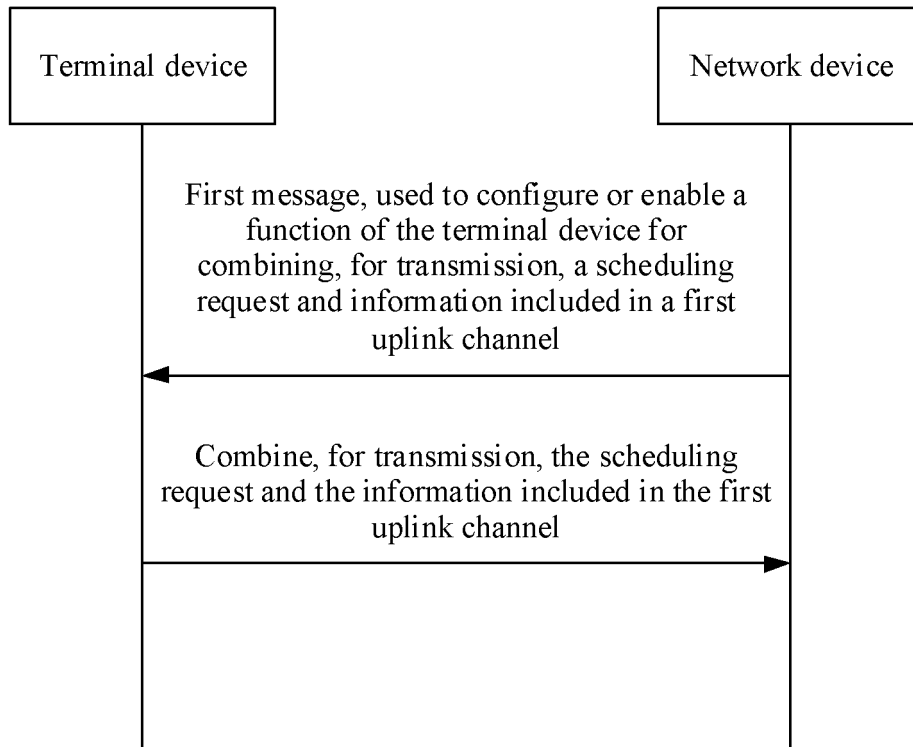 Terminal device
Network device
First message, used to configure or enable a
function of the terminal device for
combining, for transmission, a scheduling
request and information included in a first
uplink channel
Combine, for transmission, the scheduling
request and the information included in the first
uplink channel